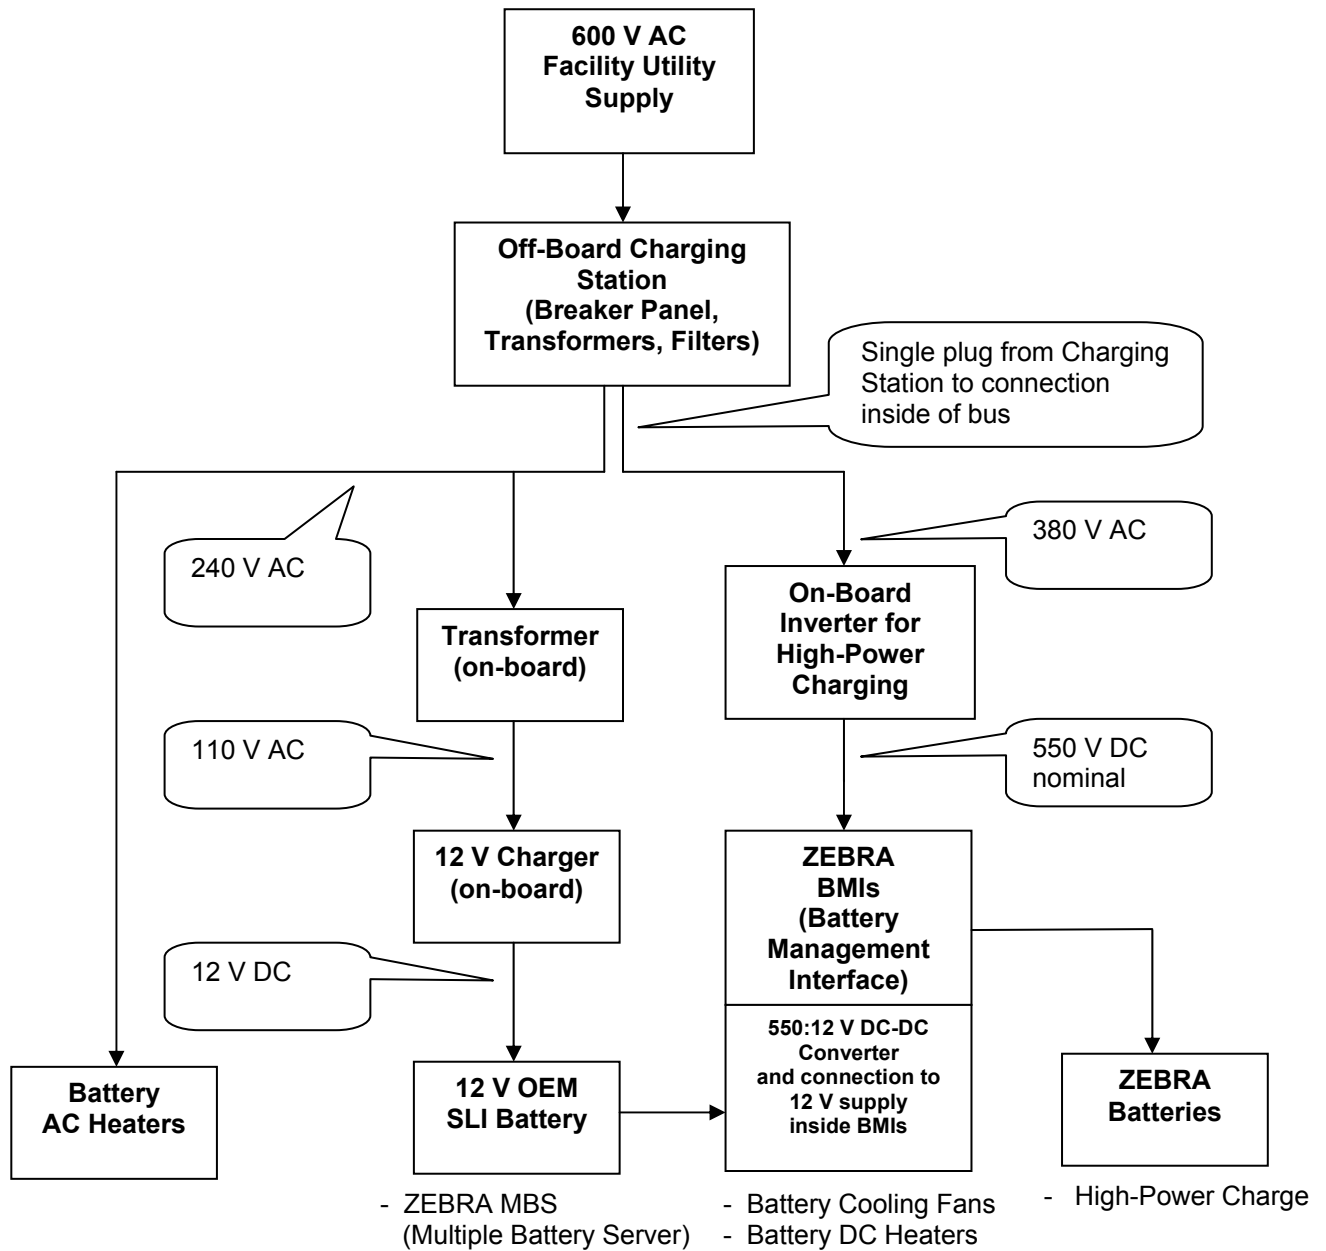 600 V AC
Facility Utility
Supply
Off-Board Charging
Station
(Breaker Panel,
Transformers, Filters)
Single plug from Charging
Station to connection
inside of bus
240 V AC
380 V AC
Transformer
(on-board)
On-Board
Inverter for
High-Power
Charging
110 V AC
550 V DC
nominal
12 V Charger
(on-board)
ZEBRA
BMIs
(Battery
Management
Interface)
12 V DC
550:12 V DC-DC
Converter
and connection to
12 V supply
inside BMIs
Battery
AC Heaters
12 V OEM
SLI Battery
ZEBRA
Batteries
- ZEBRA MBS
(Multiple Battery Server)
- Battery Cooling Fans
- Battery DC Heaters
- High-Power Charge